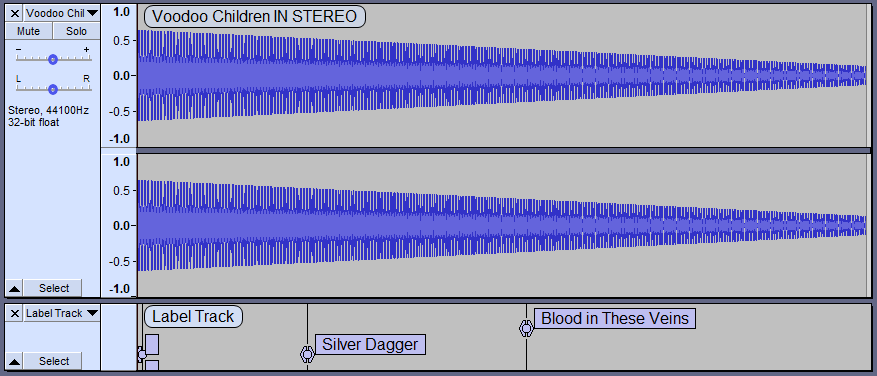 Voodoo Chil
Mute Solo
- +
L R
Stereo, 44100Hz
32-bit float
Select
1.0
0.5
0.0
-0.5
-1.0
Voodoo Children IN STEREO
1.0
0.5
0.0
-0.5
-1.0
Label Track
Select
Label Track
Silver Dagger
Blood in These Veins